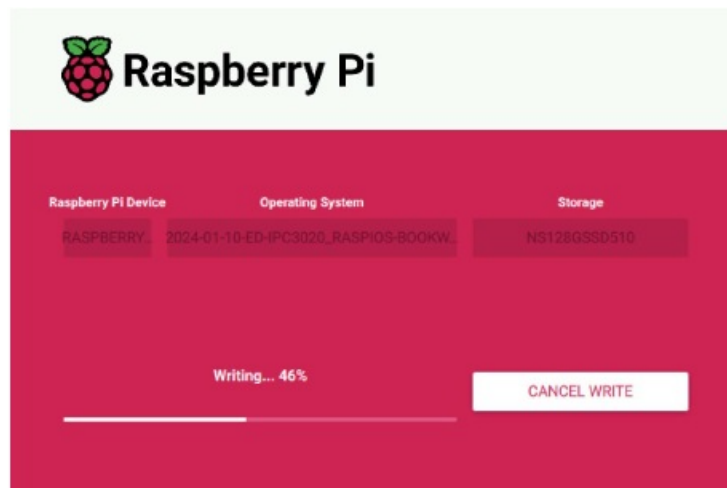 Raspberry Pi
Raspberry Pi Device Operating System Storage
RASPBERRY... 2024-01-10-ED-IPC3020_RASPIOS-BOOKW... NS128GSSD510
Writing... 46%
CANCEL WRITE